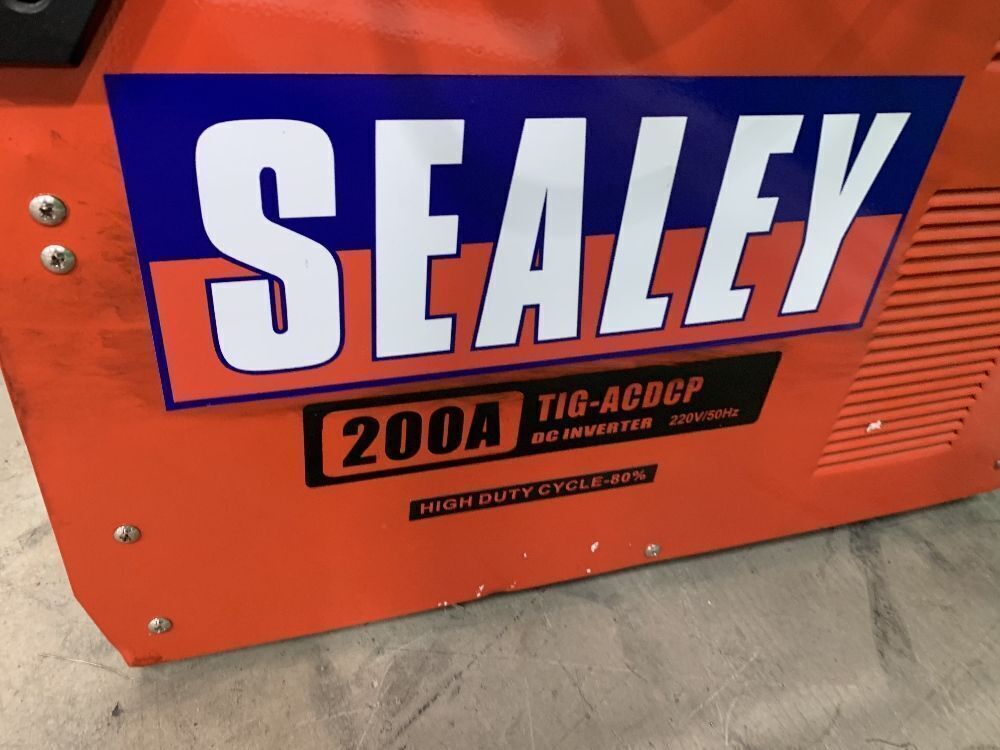 SEALEY
200A
TIG-ACDCP
DC INVERTER 220V/50Hz
HIGH DUTY CYCLE-80%